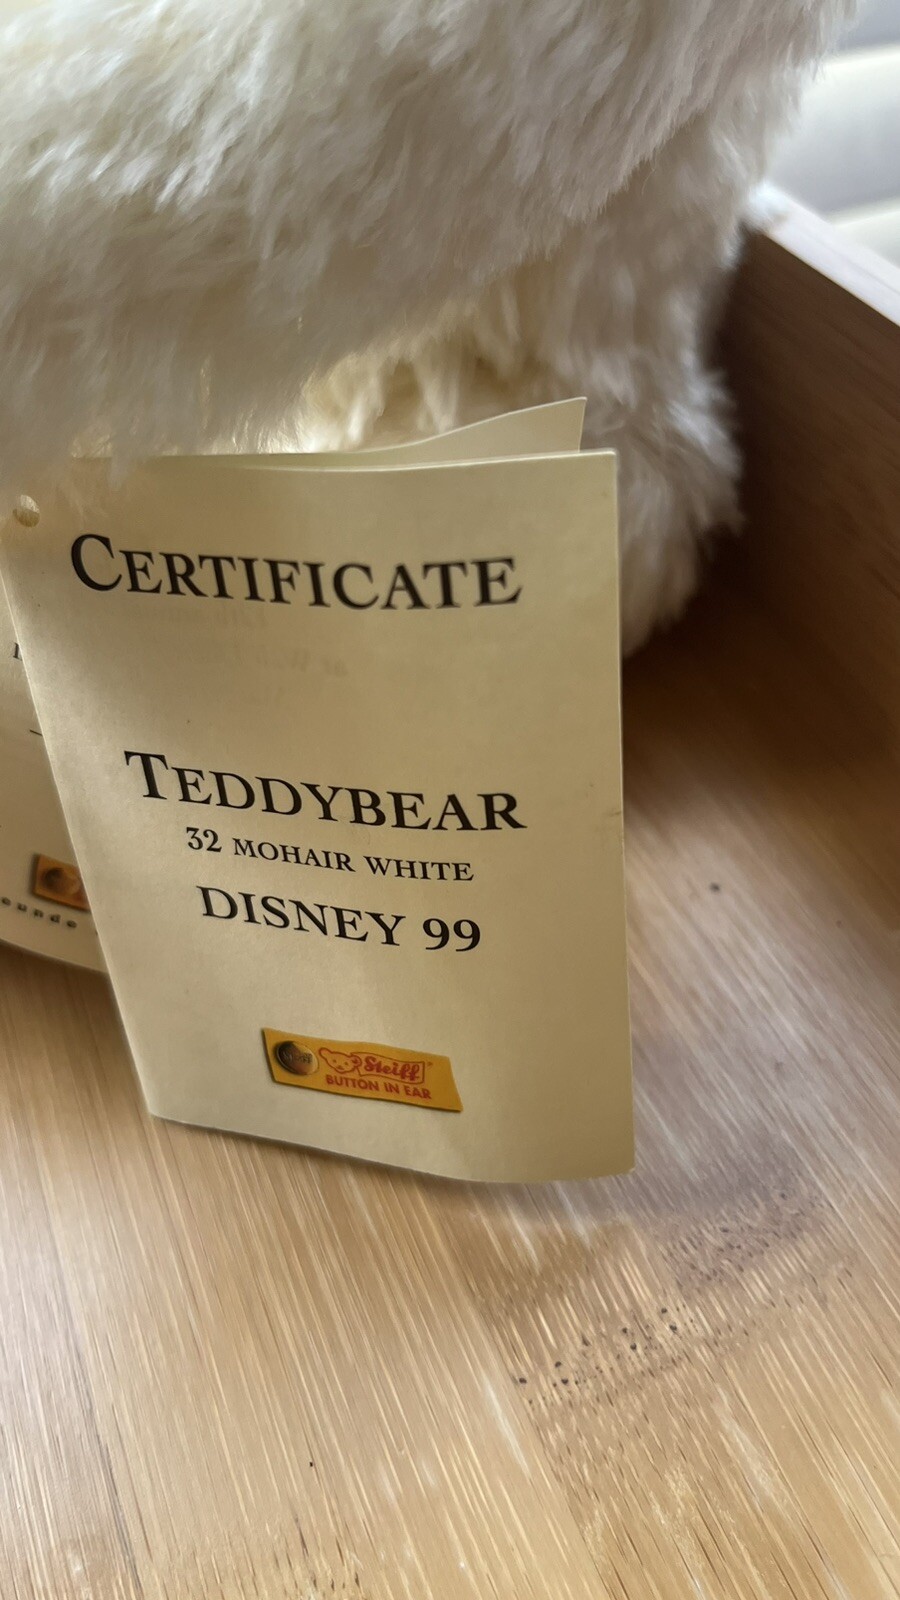 CERTIFICATE
TEDDYBEAR
32 MOHAIR WHITE
DISNEY 99
Steiff
BUTTON IN EAR